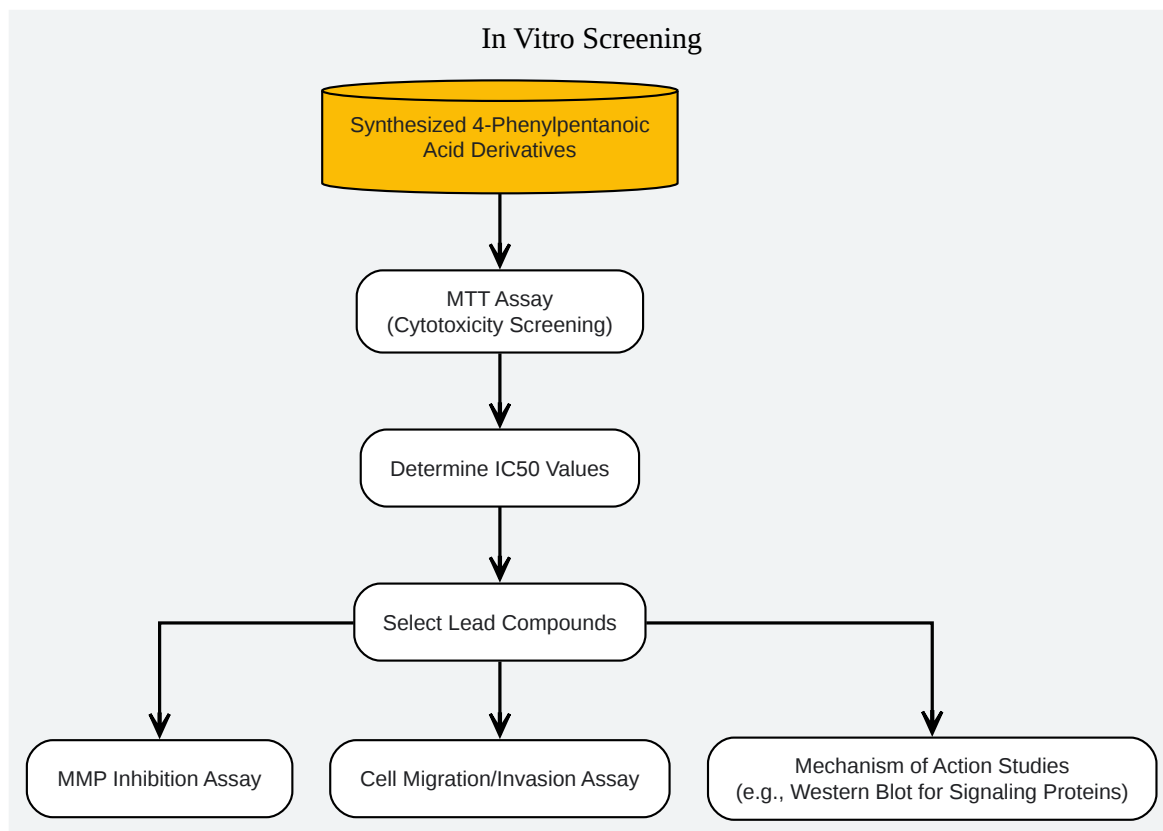 In Vitro Screening
Synthesized 4-Phenylpentanoic
Acid Derivatives
MTT Assay
(Cytotoxicity Screening)
Determine IC50 Values
Select Lead Compounds
MMP Inhibition Assay
Cell Migration/Invasion Assay
Mechanism of Action Studies
(e.g., Western Blot for Signaling Proteins)